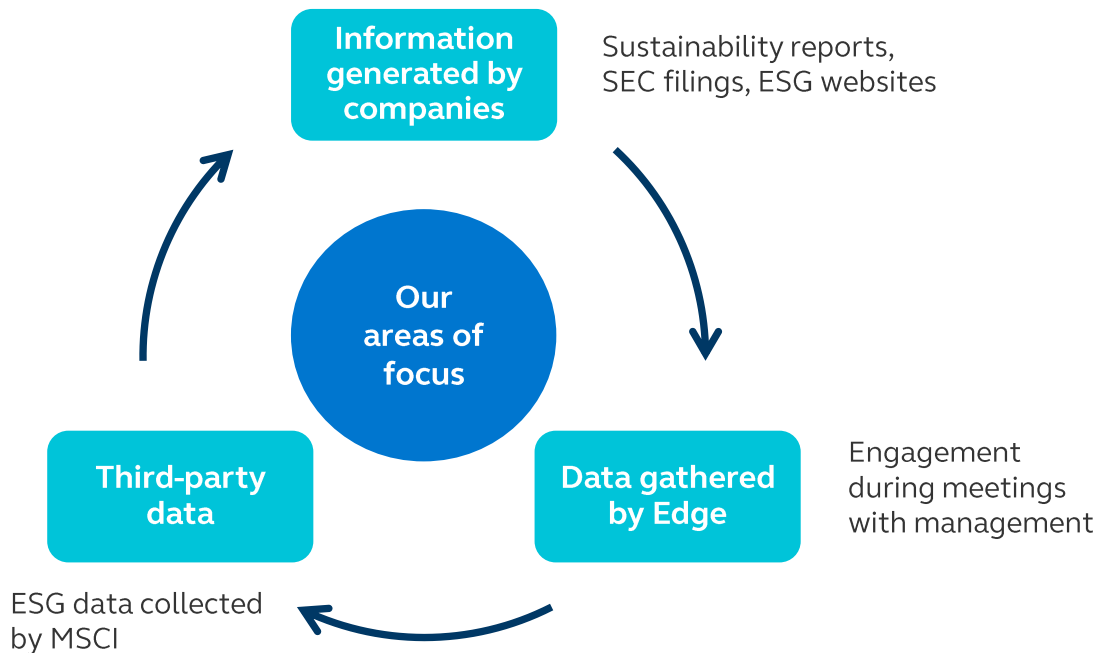 Information
generated by
companies
Sustainability reports,
SEC filings, ESG websites
Our
areas of
focus
Third-party
data
Data gathered
by Edge
Engagement
during meetings
with management
ESG data collected
by MSCI